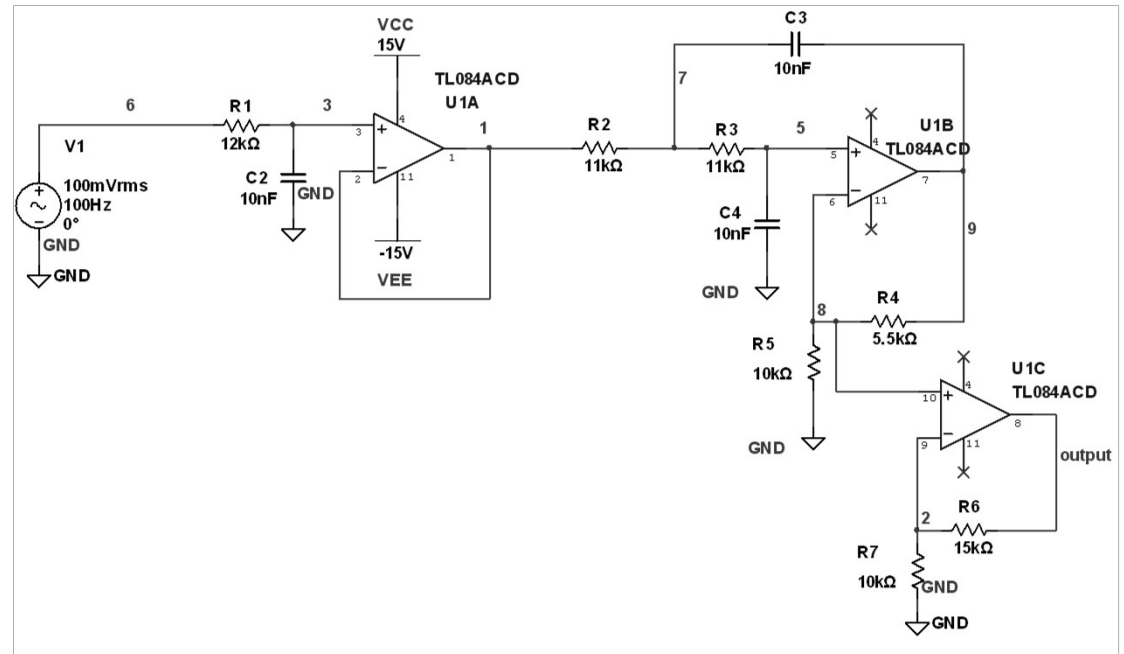 VCC
15V
TL084ACD
U1A
6
R1
12kΩ
3
3
4
1
1
2
11
V1
100mVrms
100Hz
0°
GND
GND
C2
10nF
GND
-15V
VEE
C3
10nF
7
R2
11kΩ
R3
11kΩ
5
U1B
TL084ACD
5
4
7
6
11
C4
10nF
GND
9
8
R4
5.5kΩ
R5
10kΩ
GND
U1C
TL084ACD
10
4
8
9
11
output
2
R6
15kΩ
R7
10kΩ
GND
GND